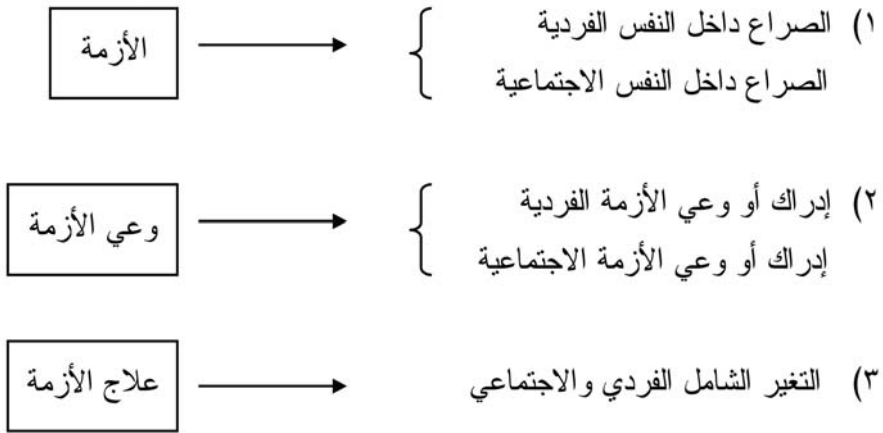 ١) الصراع داخل النفس الفردية
الصراع داخل النفس الاجتماعية
الأزمة
٢) إدراك أو وعي الأزمة الفردية
إدراك أو وعي الأزمة الاجتماعية
وعي الأزمة
٣) التغير الشامل الفردي والاجتماعي
علاج الأزمة